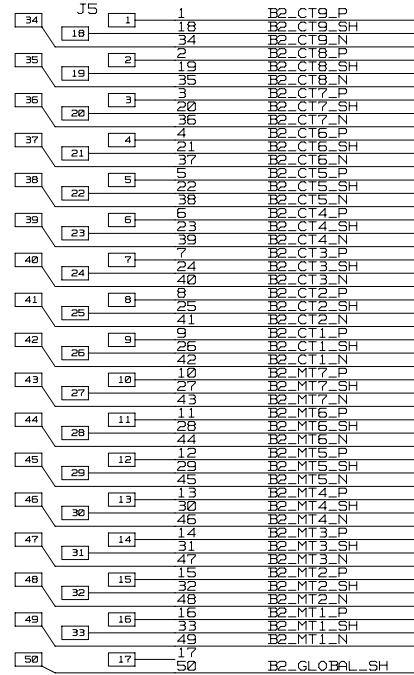 J5
34 1 1 B2_CT9_P
18 18 B2_CT9_SH
34 B2_CT9_N
35 2 2 B2_CT8_P
19 19 B2_CT8_SH
35 B2_CT8_N
36 3 3 B2_CT7_P
20 20 B2_CT7_SH
36 B2_CT7_N
37 4 4 B2_CT6_P
21 21 B2_CT6_SH
37 B2_CT6_N
38 5 5 B2_CT5_P
22 22 B2_CT5_SH
38 B2_CT5_N
39 6 6 B2_CT4_P
23 23 B2_CT4_SH
39 B2_CT4_N
40 7 7 B2_CT3_P
24 24 B2_CT3_SH
40 B2_CT3_N
41 8 8 B2_CT2_P
25 25 B2_CT2_SH
41 B2_CT2_N
42 9 9 B2_CT1_P
26 26 B2_CT1_SH
42 B2_CT1_N
43 10 10 B2_MT7_P
27 27 B2_MT7_SH
43 B2_MT7_N
44 11 11 B2_MT6_P
28 28 B2_MT6_SH
44 B2_MT6_N
45 12 12 B2_MT5_P
29 29 B2_MT5_SH
45 B2_MT5_N
46 13 13 B2_MT4_P
30 30 B2_MT4_SH
46 B2_MT4_N
47 14 14 B2_MT3_P
31 31 B2_MT3_SH
47 B2_MT3_N
48 15 15 B2_MT2_P
32 32 B2_MT2_SH
48 B2_MT2_N
49 16 16 B2_MT1_P
33 33 B2_MT1_SH
49 B2_MT1_N
50 17 17
50 B2_GLOBAL_SH